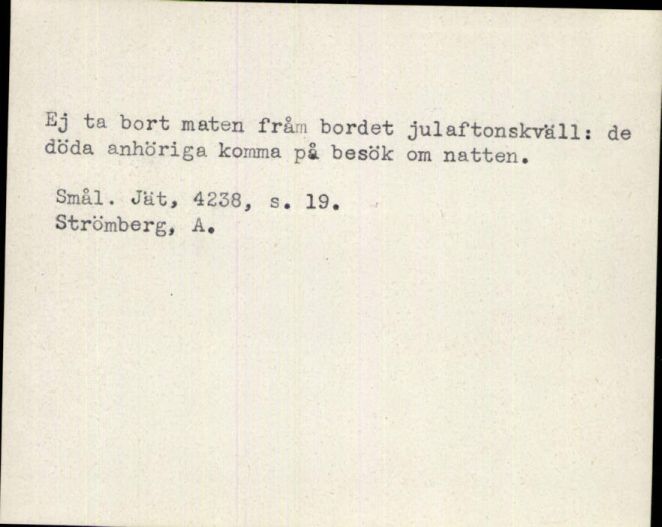 Ej ta bort maten fråm bordet julaftonskväll: de
döda anhöriga komma på besök om natten.
Smål. Jät, 4238, s. 19.
Strömberg, A.